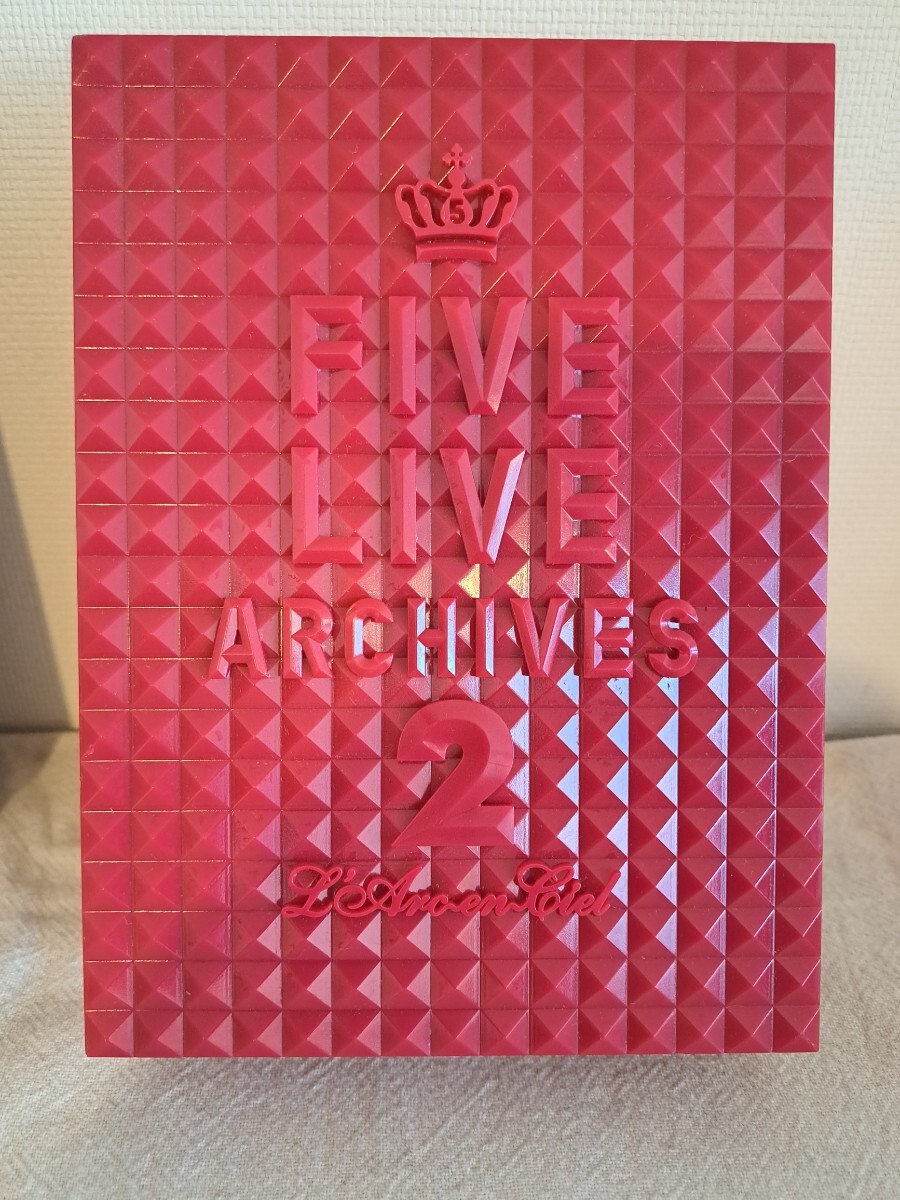 5
FIVE
LIVE
ARCHIVES
2
L'Arc-en-Ciel